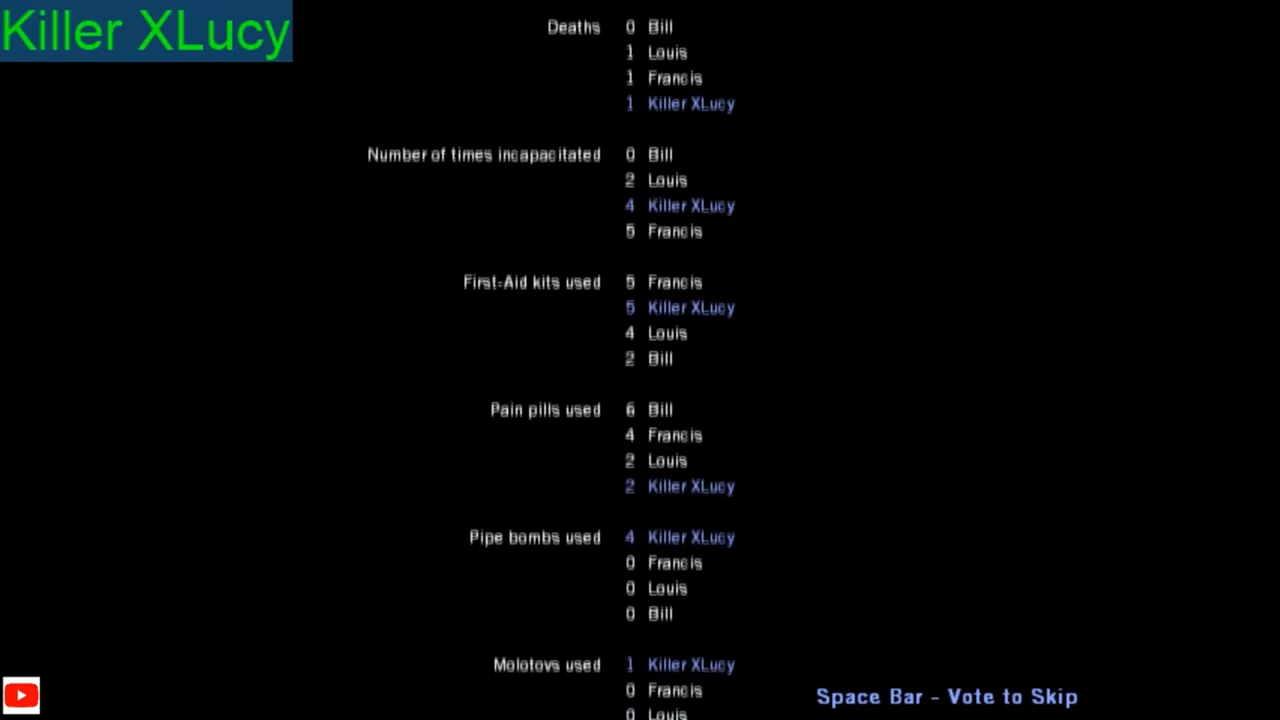 Killer XLucy
Deaths 0 Bill
1 Louis
1 Francis
1 Killer XLucy
Number of times incapacitated 0 Bill
2 Louis
4 Killer XLucy
5 Francis
First-Aid kits used 5 Francis
5 Killer XLucy
4 Louis
2 Bill
Pain pills used 6 Bill
4 Francis
2 Louis
2 Killer XLucy
Pipe bombs used 4 Killer XLucy
0 Francis
0 Louis
0 Bill
Molotovs used 1 Killer XLucy
0 Francis
0 Louis
Space Bar - Vote to Skip